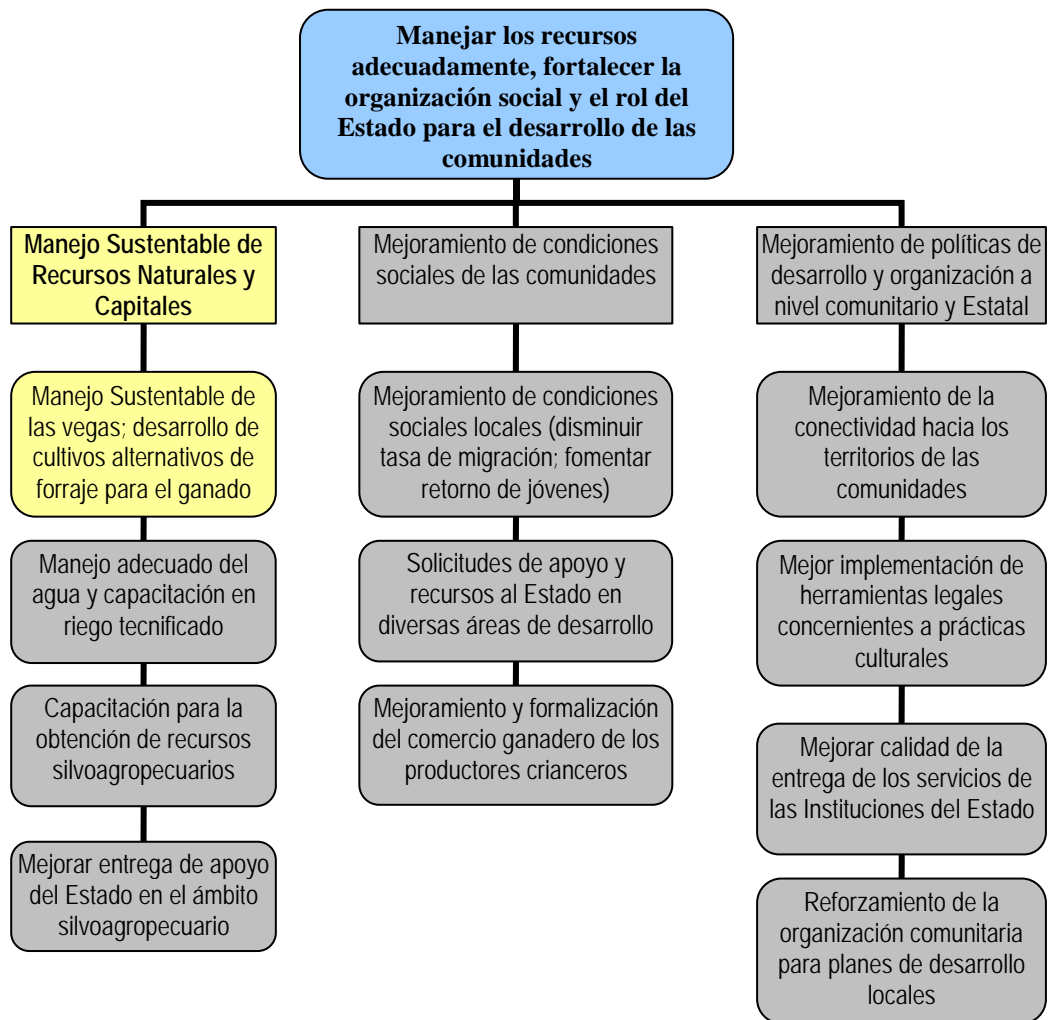 Manejar los recursos
adecuadamente, fortalecer la
organización social y el rol del
Estado para el desarrollo de las
comunidades
Manejo Sustentable de
Recursos Naturales y
Capitales
Manejo Sustentable de
las vegas; desarrollo de
cultivos alternativos de
forraje para el ganado
Manejo adecuado del
agua y capacitación en
riego tecnificado
Capacitación para la
obtención de recursos
silvoagropecuarios
Mejorar entrega de apoyo
del Estado en el ámbito
silvoagropecuario
Mejoramiento de condiciones
sociales de las comunidades
Mejoramiento de condiciones
sociales locales (disminuir
tasa de migración; fomentar
retorno de jóvenes)
Solicitudes de apoyo y
recursos al Estado en
diversas áreas de desarrollo
Mejoramiento y formalización
del comercio ganadero de los
productores crianceros
Mejoramiento de políticas de
desarrollo y organización a
nivel comunitario y Estatal
Mejoramiento de la
conectividad hacia los
territorios de las
comunidades
Mejor implementación de
herramientas legales
concernientes a prácticas
culturales
Mejorar calidad de la
entrega de los servicios de
las Instituciones del Estado
Reforzamiento de la
organización comunitaria
para planes de desarrollo
locales